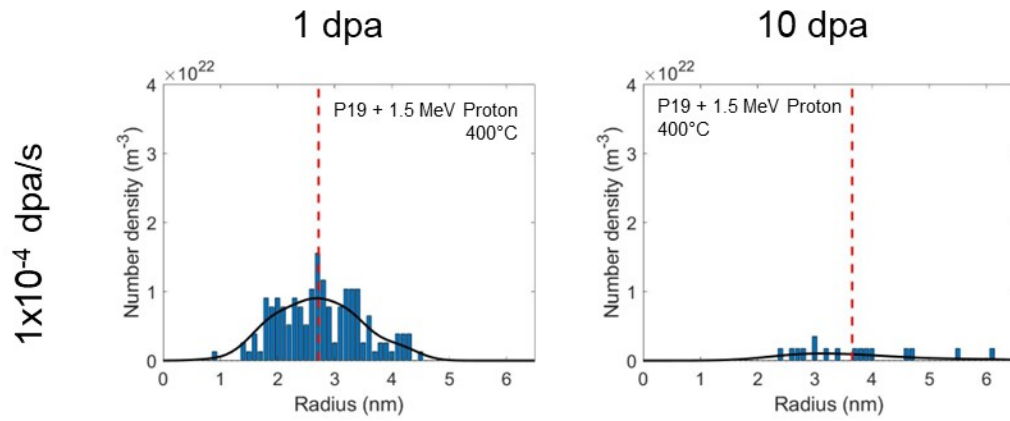 1 dpa
10 dpa
1x10⁻⁴ dpa/s
×10²²
4
3
2
1
0
Number density (m⁻³)
P19 + 1.5 MeV Proton
400°C
0 1 2 3 4 5 6
Radius (nm)
×10²²
4
3
2
1
0
Number density (m⁻³)
P19 + 1.5 MeV Proton
400°C
0 1 2 3 4 5 6
Radius (nm)